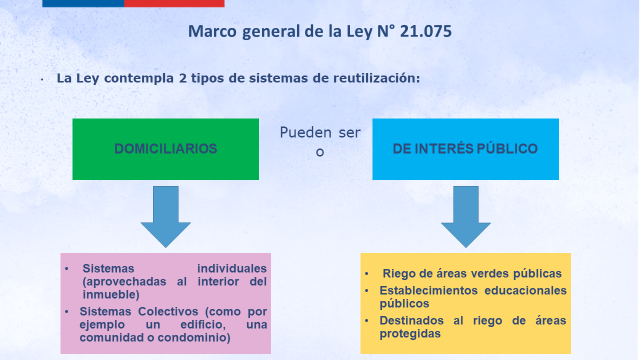 Marco general de la Ley N° 21.075
· La Ley contempla 2 tipos de sistemas de reutilización:
DOMICILIARIOS
Pueden ser
o
DE INTERÉS PÚBLICO
• Sistemas individuales
(aprovechadas al interior del
inmueble)
• Sistemas Colectivos (como por
ejemplo un edificio, una
comunidad o condominio)
• Riego de áreas verdes públicas
• Establecimientos educacionales
públicos
• Destinados al riego de áreas
protegidas